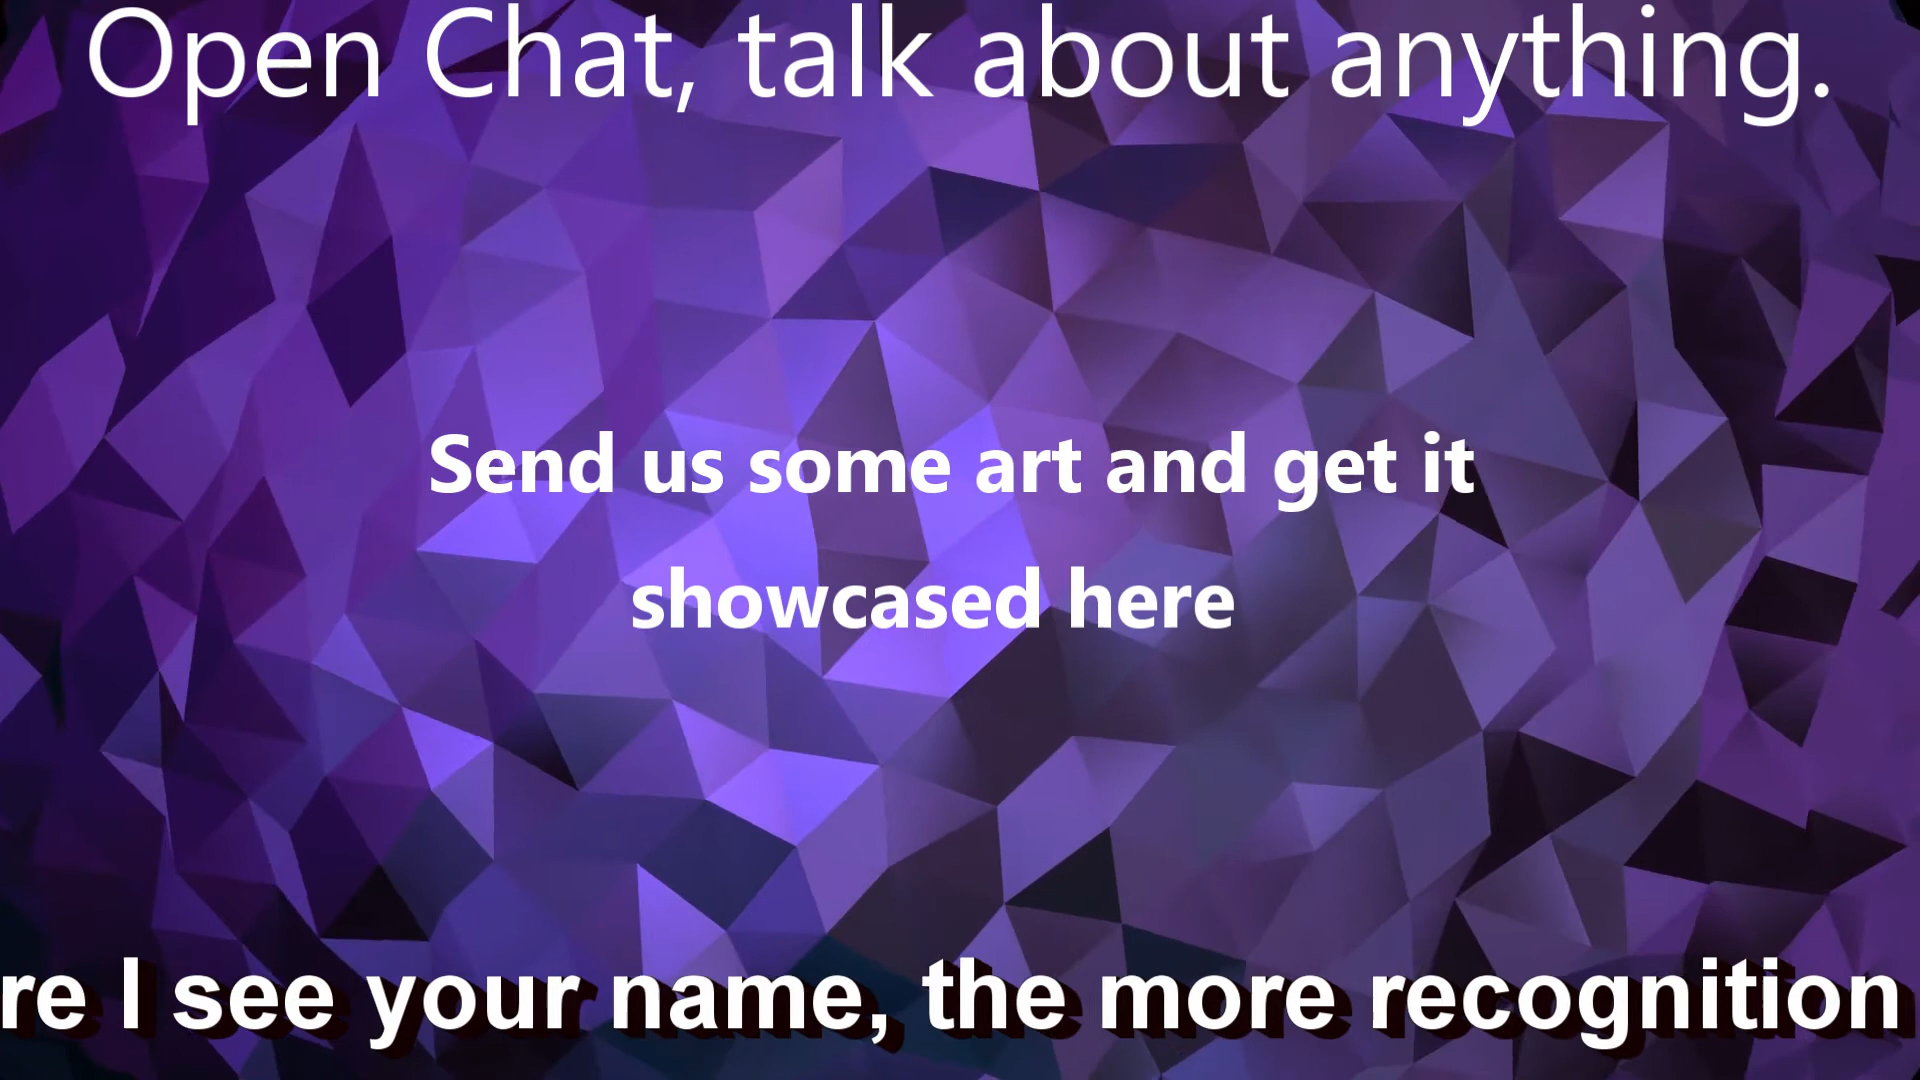 Open Chat, talk about anything.
Send us some art and get it
showcased here
re I see your name, the more recognition